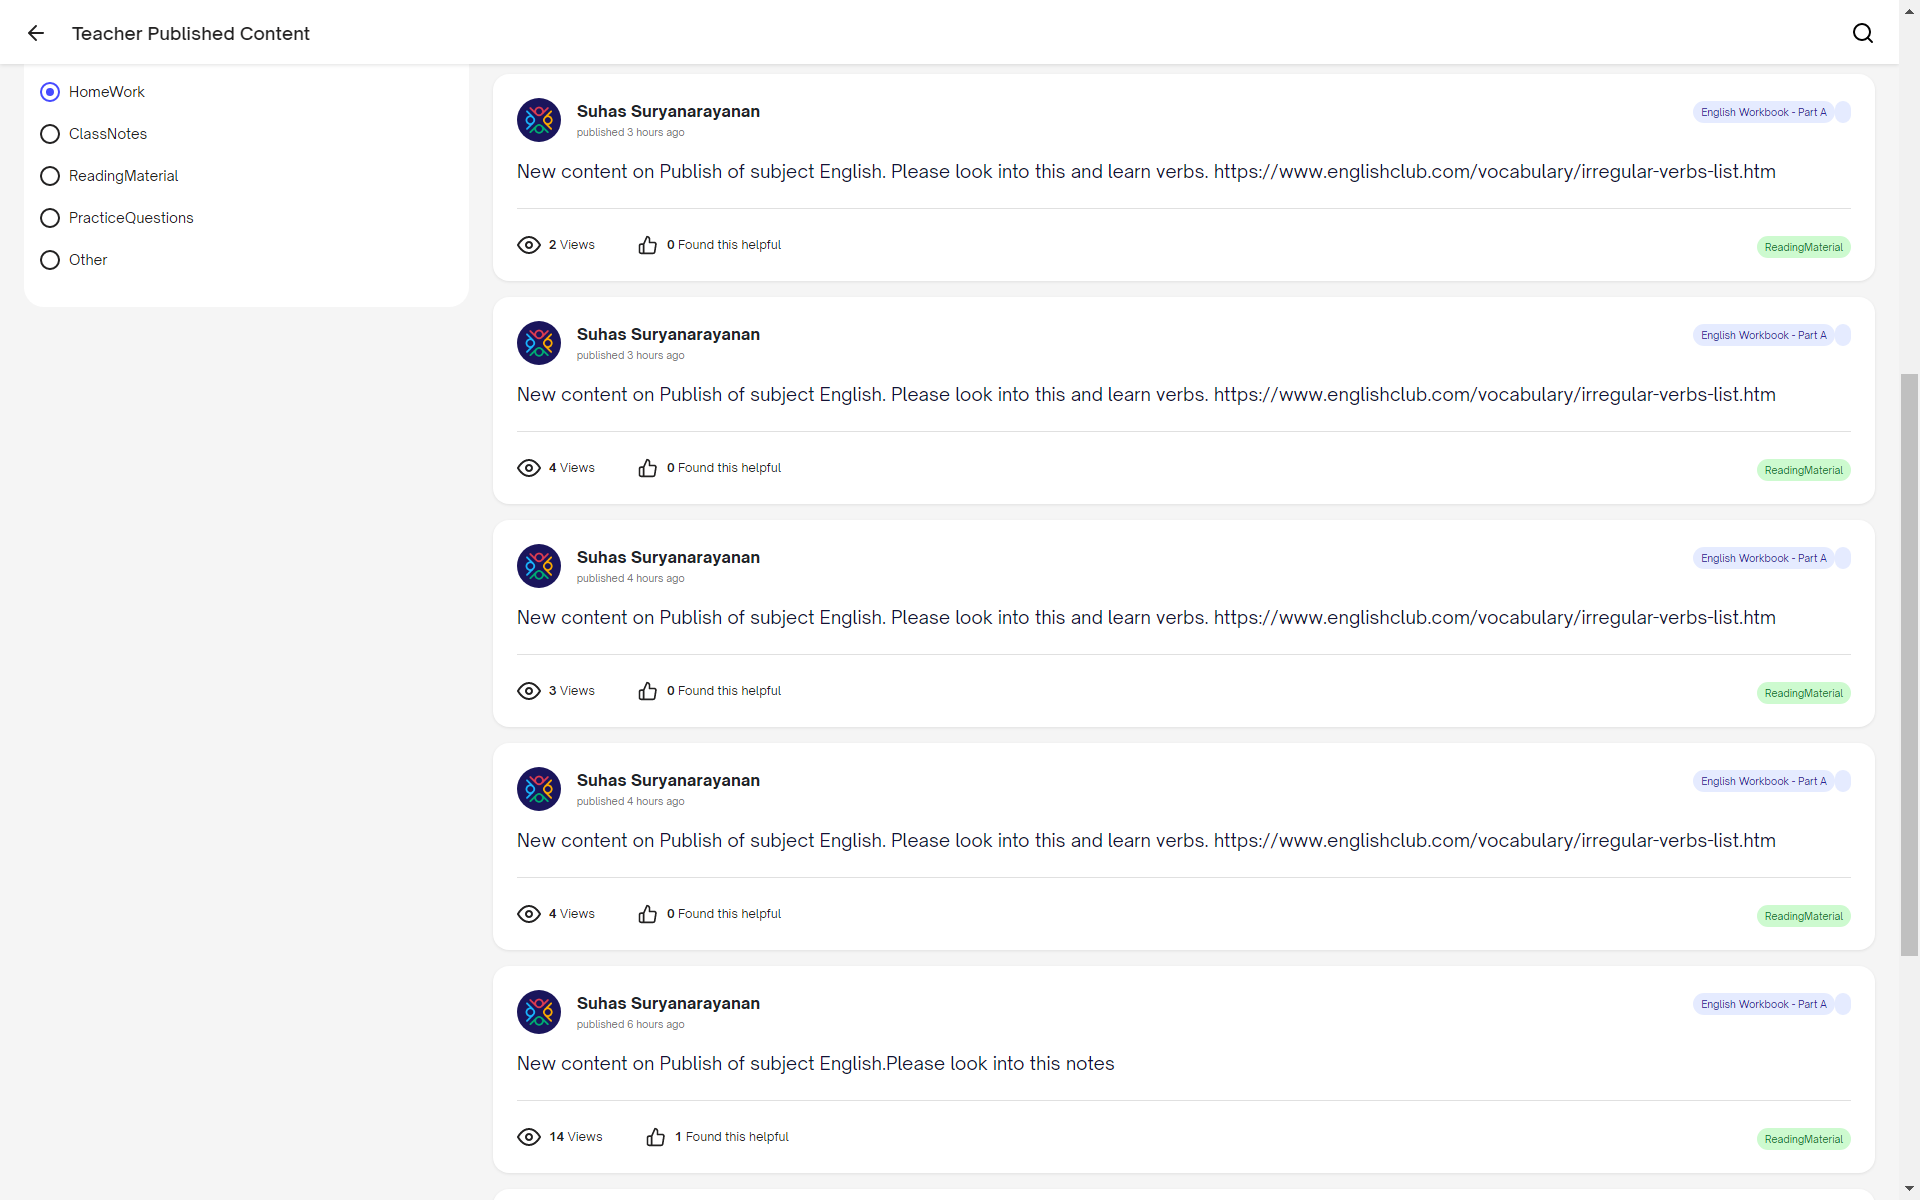 Teacher Published Content
HomeWork
ClassNotes
ReadingMaterial
PracticeQuestions
Other
Suhas Suryanarayanan
published 3 hours ago
English Workbook - Part A
New content on Publish of subject English. Please look into this and learn verbs. https://www.englishclub.com/vocabulary/irregular-verbs-list.htm
2 Views
0 Found this helpful
ReadingMaterial
Suhas Suryanarayanan
published 3 hours ago
English Workbook - Part A
New content on Publish of subject English. Please look into this and learn verbs. https://www.englishclub.com/vocabulary/irregular-verbs-list.htm
4 Views
0 Found this helpful
ReadingMaterial
Suhas Suryanarayanan
published 4 hours ago
English Workbook - Part A
New content on Publish of subject English. Please look into this and learn verbs. https://www.englishclub.com/vocabulary/irregular-verbs-list.htm
3 Views
0 Found this helpful
ReadingMaterial
Suhas Suryanarayanan
published 4 hours ago
English Workbook - Part A
New content on Publish of subject English. Please look into this and learn verbs. https://www.englishclub.com/vocabulary/irregular-verbs-list.htm
4 Views
0 Found this helpful
ReadingMaterial
Suhas Suryanarayanan
published 6 hours ago
English Workbook - Part A
New content on Publish of subject English.Please look into this notes
14 Views
1 Found this helpful
ReadingMaterial